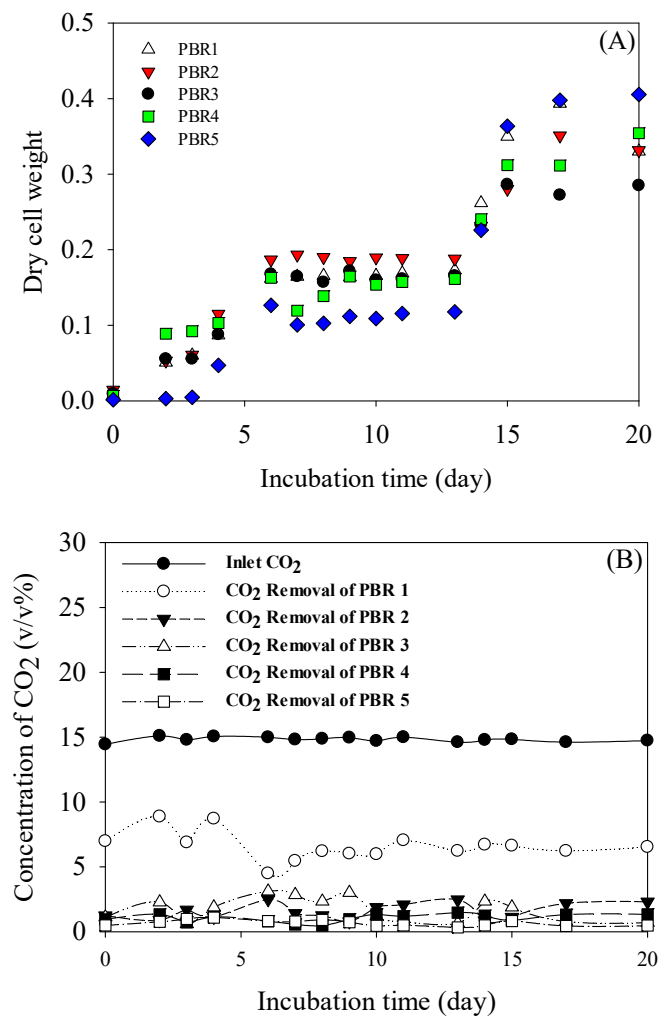 (A)
PBR1
PBR2
PBR3
PBR4
PBR5
Dry cell weight
0.5
0.4
0.3
0.2
0.1
0.0
0 5 10 15 20
Incubation time (day)
(B)
Inlet CO₂
CO₂ Removal of PBR 1
CO₂ Removal of PBR 2
CO₂ Removal of PBR 3
CO₂ Removal of PBR 4
CO₂ Removal of PBR 5
Concentration of CO₂ (v/v%)
30
25
20
15
10
5
0
0 5 10 15 20
Incubation time (day)